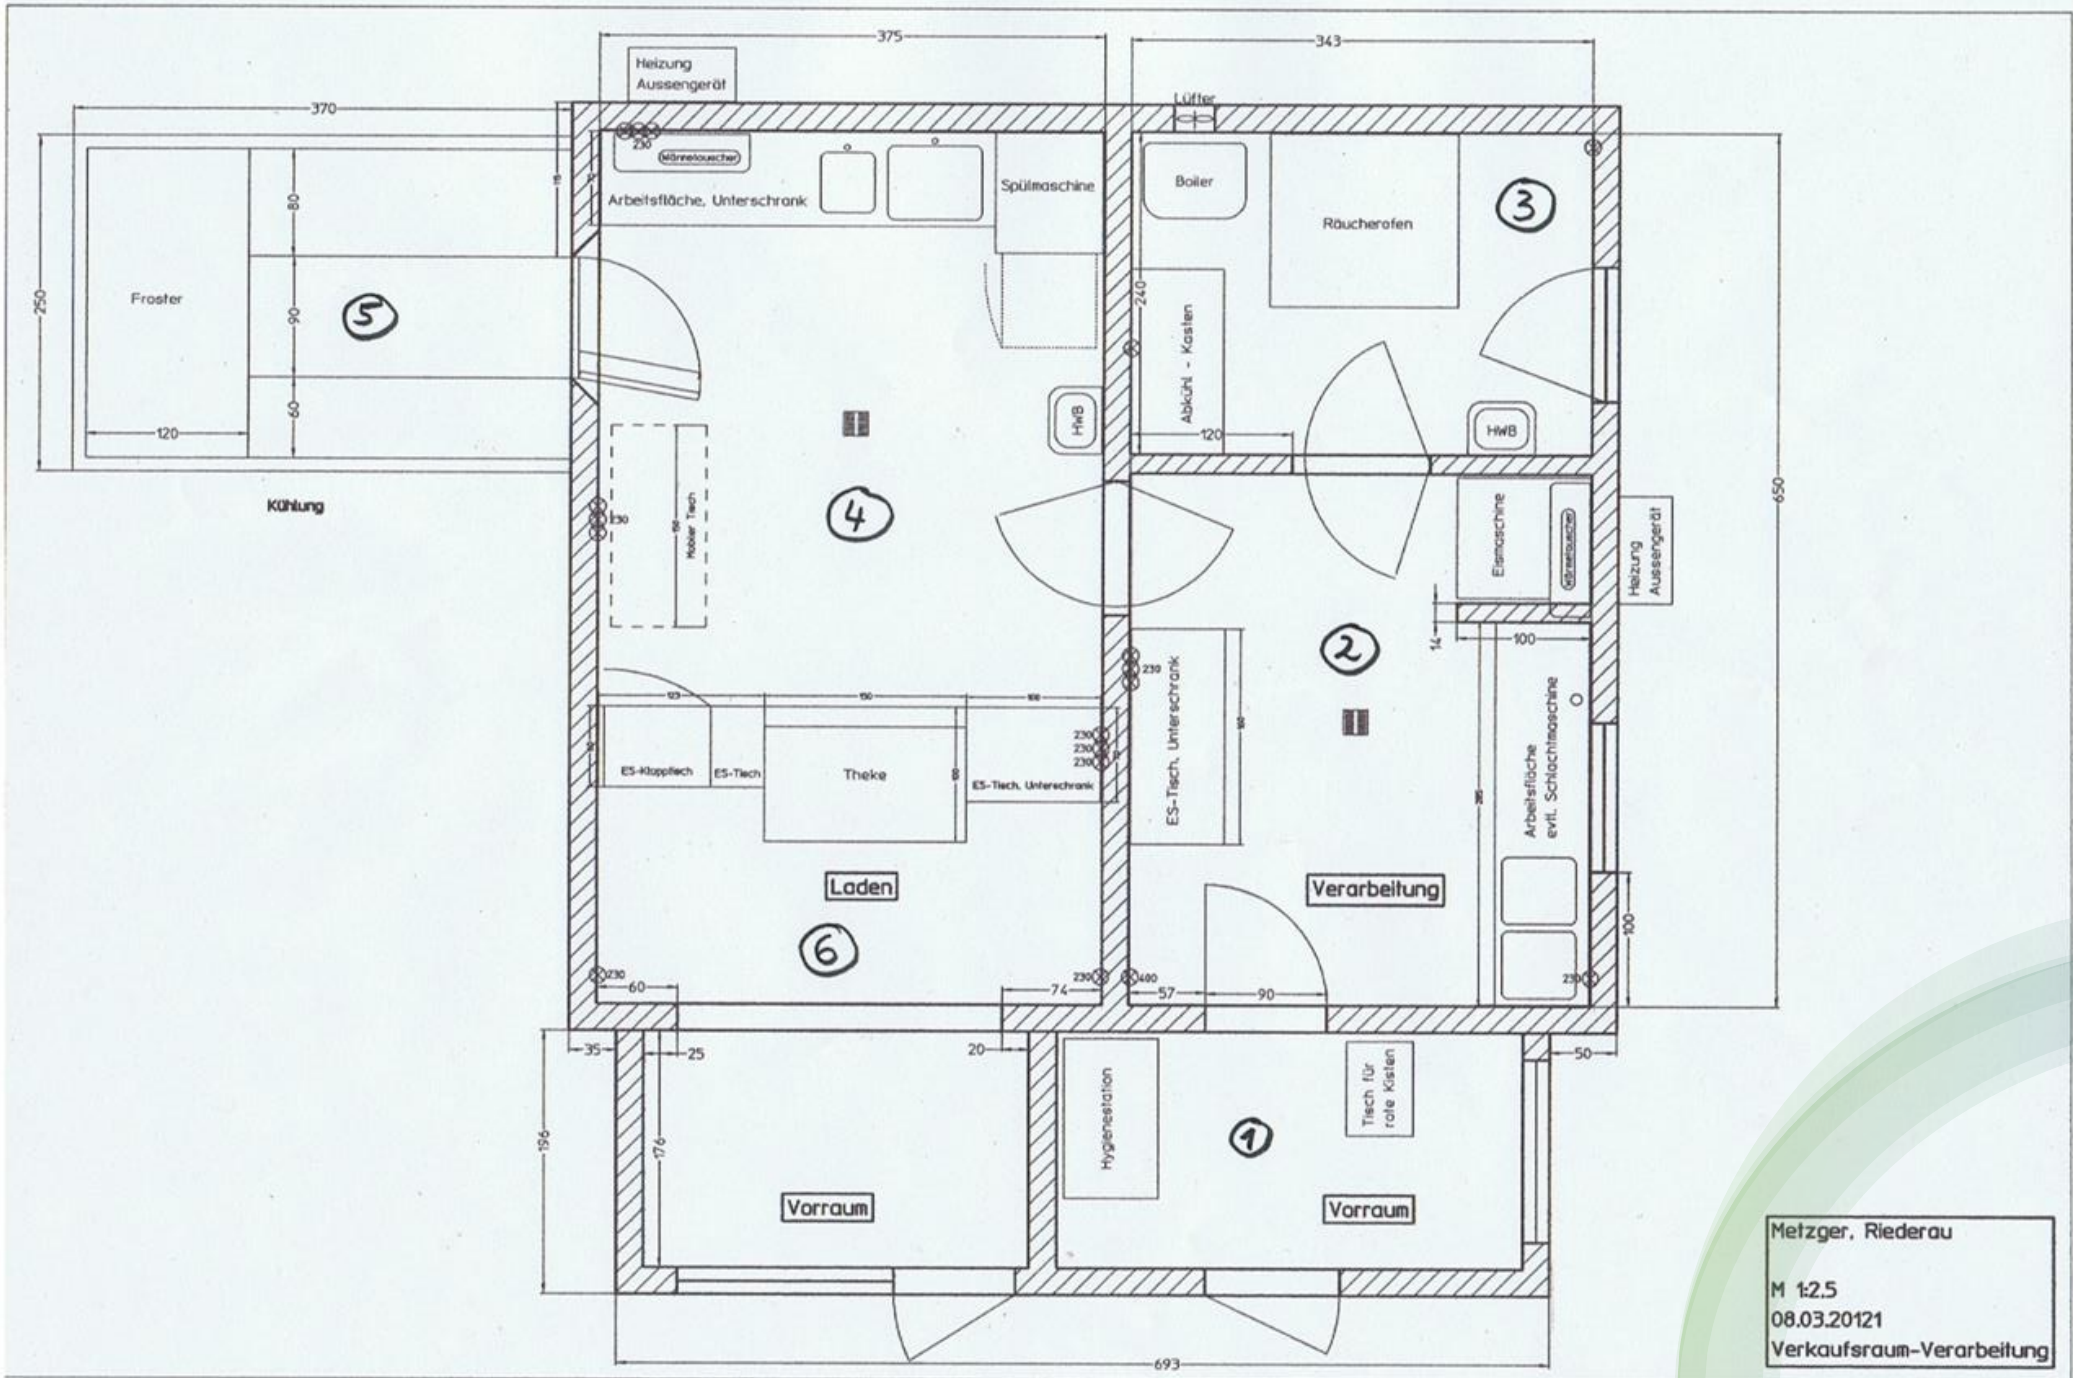 375
343
Heizung
Aussengerät
Lüfter
370
230
Wärmetauscher
Arbeitsfläche, Unterschrank
Spülmaschine
Boiler
Räucherofen
3
80
250
Froster
5
90
60
120
240
Abkühl - Kasten
120
HWB
HWB
Kühlung
230
150
Mobiler Tisch
4
650
Eismaschine
Wärmetauscher
Heizung
Aussengerät
14
100
2
230
ES-Tisch, Unterschrank
160
125
150
100
230
230
230
ES-Klapptisch
ES-Tisch
Theke
100
ES-Tisch, Unterschrank
285
Arbeitsfläche
evtl. Schlachtmaschine
Laden
Verarbeitung
6
100
230
60
230
74
400
57
90
230
35
25
20
50
196
176
Hygienestation
Tisch für
rote Kisten
1
Vorraum
Vorraum
693
Metzger, Riederau
M 1:2.5
08.03.20121
Verkaufsraum-Verarbeitung